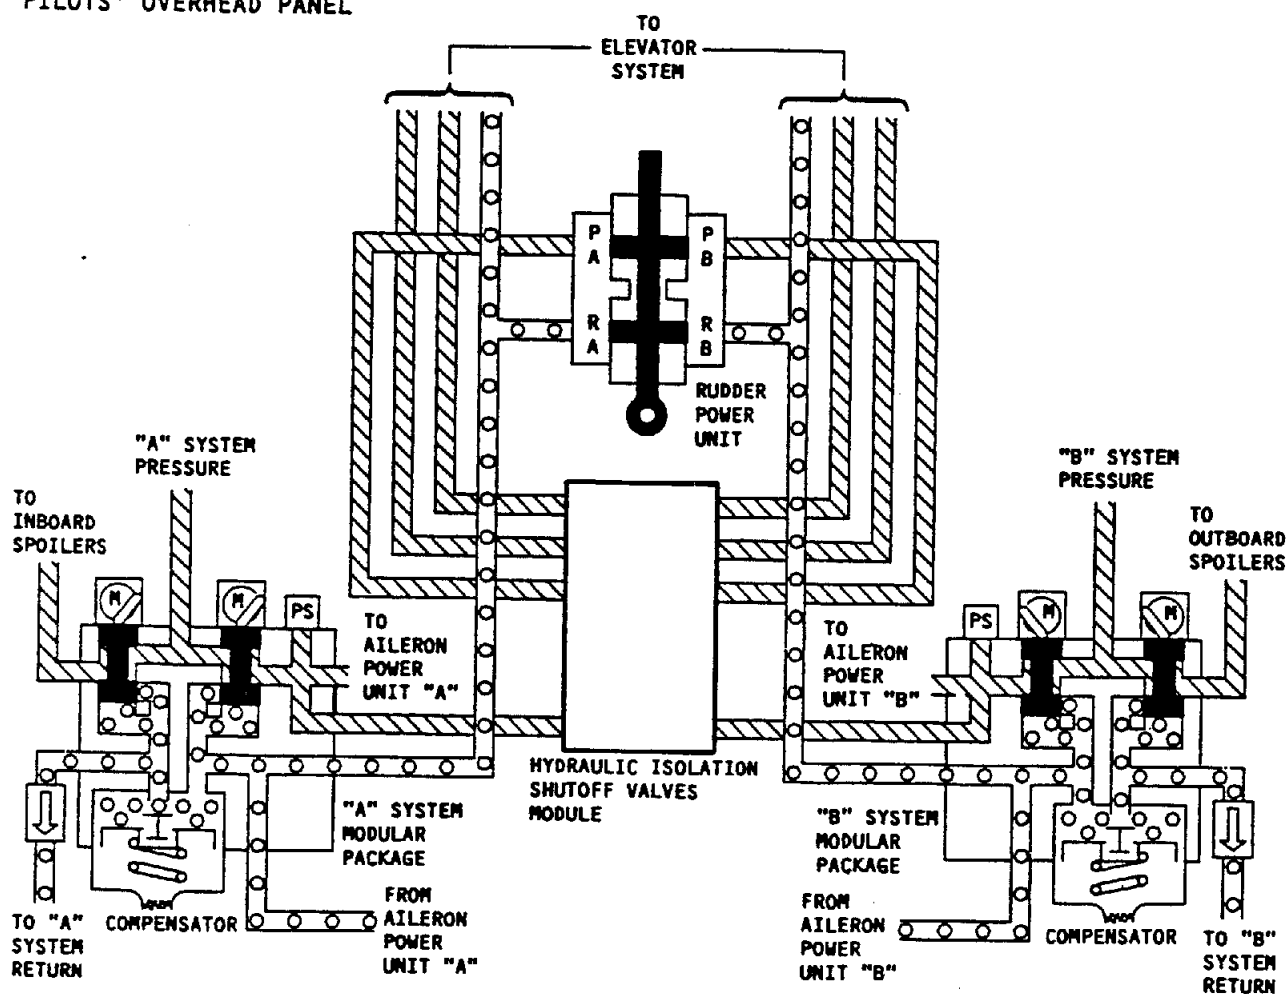 PILOTS' OVERHEAD PANEL
TO
ELEVATOR
SYSTEM
P
A
P
B
R
A
R
B
RUDDER
POWER
UNIT
"A" SYSTEM
PRESSURE
"B" SYSTEM
PRESSURE
TO
INBOARD
SPOILERS
TO
OUTBOARD
SPOILERS
M
M
PS
TO
AILERON
POWER
UNIT "A"
TO
AILERON
POWER
UNIT "B"
PS
M
M
HYDRAULIC ISOLATION
SHUTOFF VALVES
MODULE
"A" SYSTEM
MODULAR
PACKAGE
"B" SYSTEM
MODULAR
PACKAGE
TO "A"
SYSTEM
RETURN
COMPENSATOR
FROM
AILERON
POWER
UNIT "A"
FROM
AILERON
POWER
UNIT "B"
COMPENSATOR
TO "B"
SYSTEM
RETURN